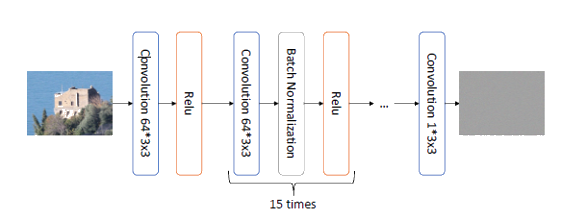 Convolution 64*3x3
Relu
Convolution 64*3x3
Batch Normalization
Relu
...
Convolution 1*3x3
15 times